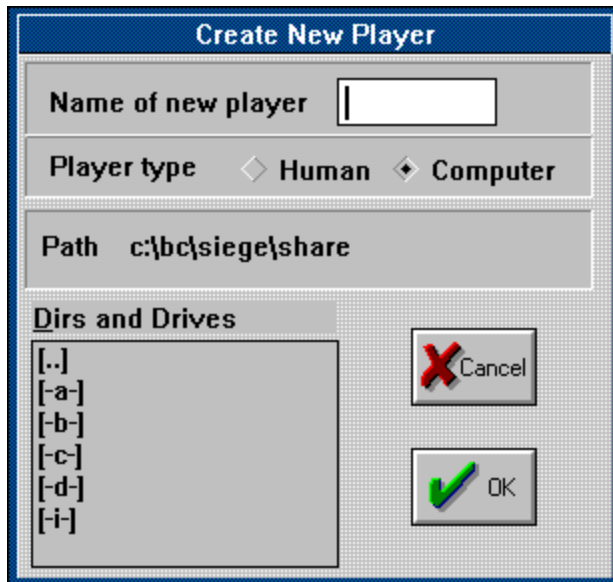 Create New Player
Name of new player
Player type Human Computer
Path c:\bc\siege\share
Dirs and Drives
[..]
[-a-]
[-b-]
[-c-]
[-d-]
[-i-]
Cancel
OK